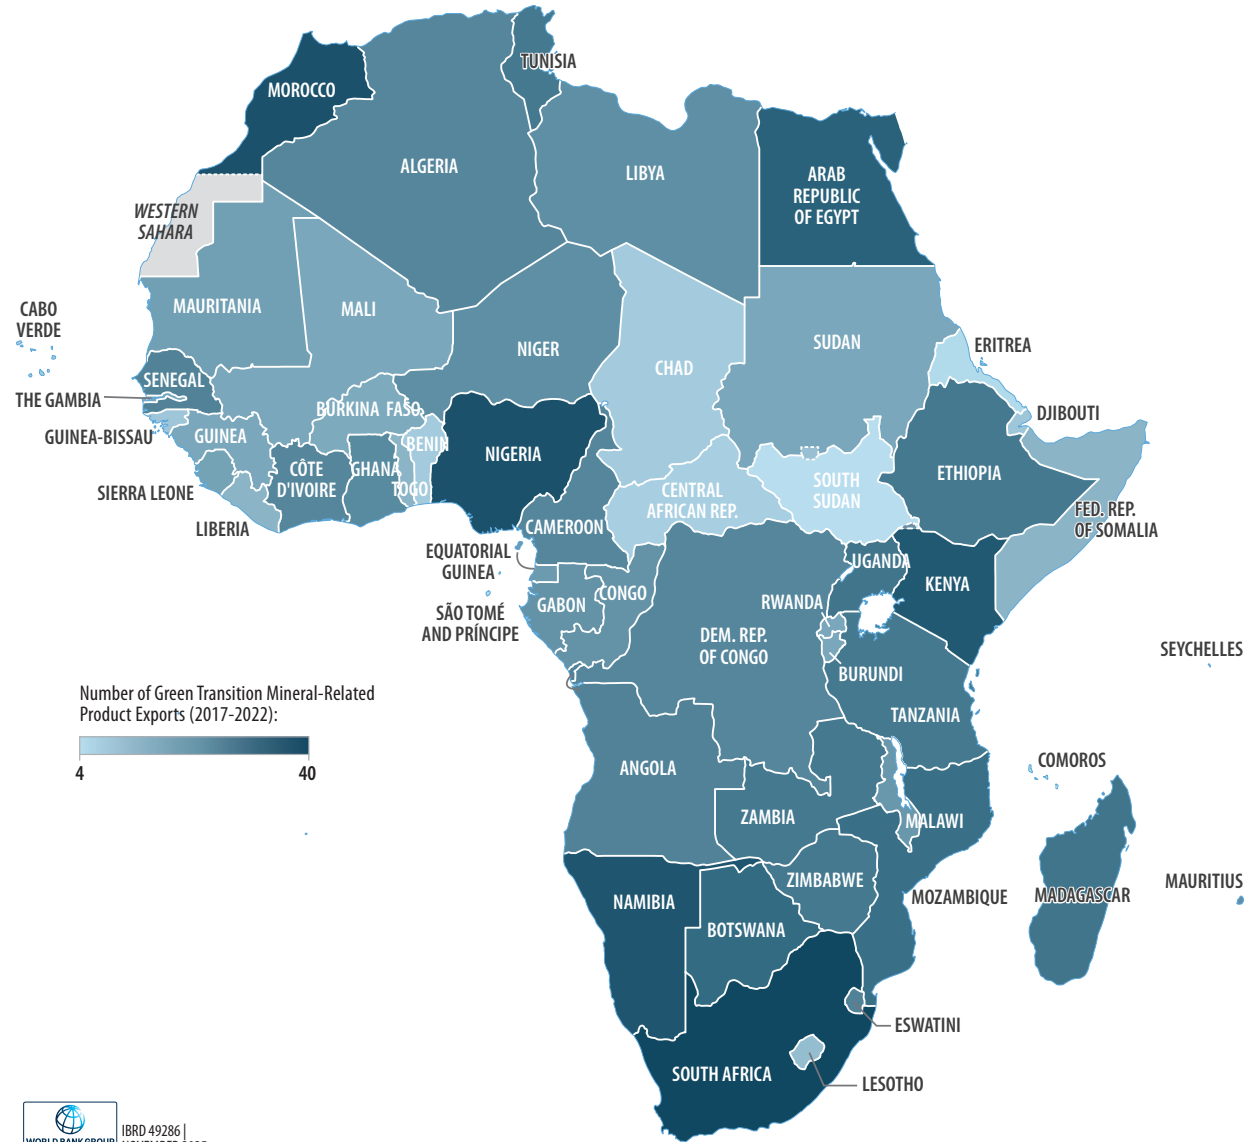 TUNISIA
MOROCCO
ALGERIA
LIBYA
ARAB
REPUBLIC
OF EGYPT
WESTERN
SAHARA
CABO
VERDE
MAURITANIA
MALI
NIGER
CHAD
SUDAN
ERITREA
SENEGAL
THE GAMBIA
BURKINA FASO
DJIBOUTI
GUINEA-BISSAU
GUINEA
BENIN
NIGERIA
CÔTE
D'IVOIRE
GHANA
TOGO
ETHIOPIA
SIERRA LEONE
CENTRAL
AFRICAN REP.
SOUTH
SUDAN
FED. REP.
OF SOMALIA
LIBERIA
CAMEROON
EQUATORIAL
GUINEA
UGANDA
KENYA
GABON
CONGO
RWANDA
SÃO TOMÉ
AND PRÍNCIPE
DEM. REP.
OF CONGO
SEYCHELLES
BURUNDI
TANZANIA
Number of Green Transition Mineral-Related
Product Exports (2017-2022):
4
40
ANGOLA
COMOROS
ZAMBIA
MALAWI
ZIMBABWE
MOZAMBIQUE
MADAGASCAR
MAURITIUS
NAMIBIA
BOTSWANA
ESWATINI
SOUTH AFRICA
LESOTHO
IBRD 49286 |
WORLD BANK GROUP